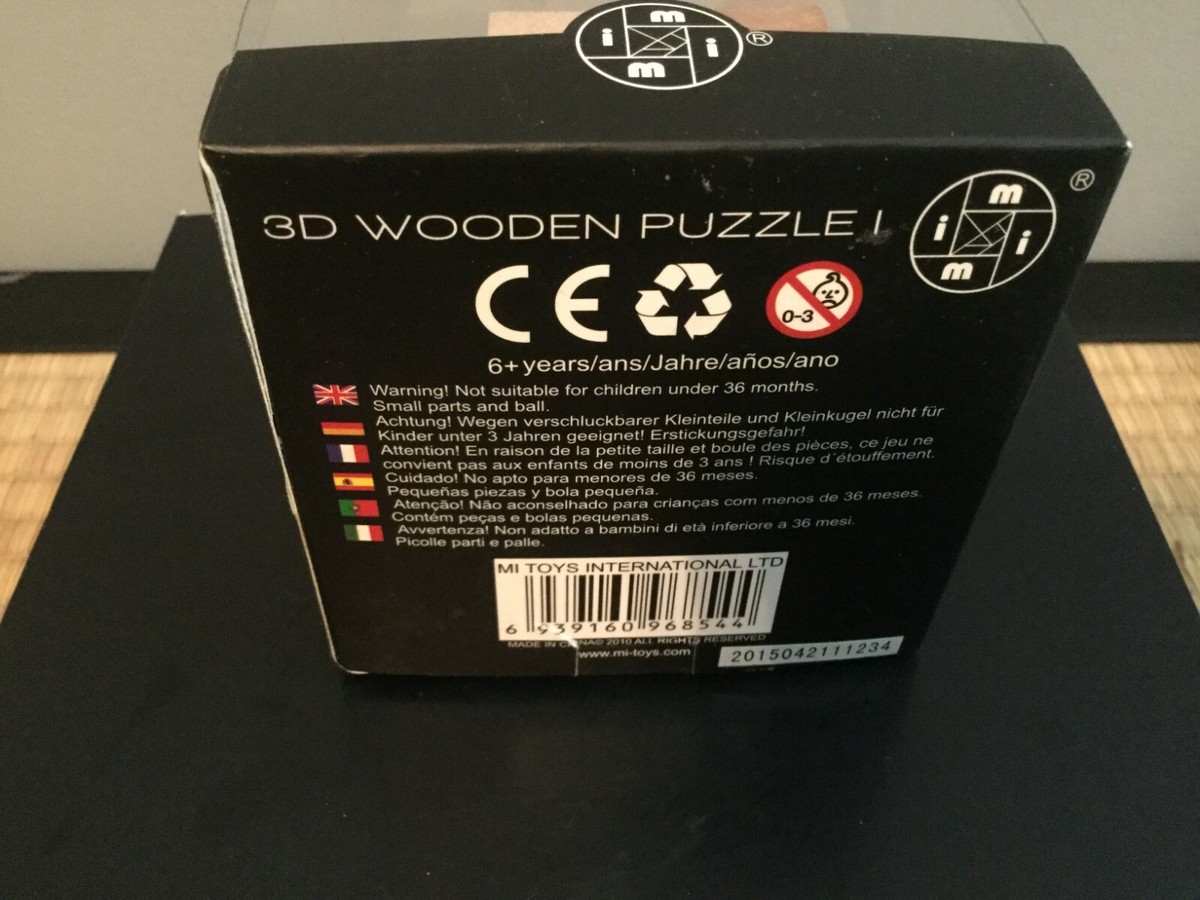 m
i i
m
®
3D WOODEN PUZZLE I
m
i i
m
®
CE
0-3
6+years/ans/Jahre/años/ano
Warning! Not suitable for children under 36 months.
Small parts and ball.
Achtung! Wegen verschluckbarer Kleinteile und Kleinkugel nicht für
Kinder unter 3 Jahren geeignet! Erstickungsgefahr!
Attention! En raison de la petite taille et boule des pièces, ce jeu ne
convient pas aux enfants de moins de 3 ans ! Risque d´étouffement.
Cuidado! No apto para menores de 36 meses.
Pequeñas piezas y bola pequeña.
Atenção! Não aconselhado para crianças com menos de 36 meses.
Contém peças e bolas pequenas.
Avvertenza! Non adatto a bambini di età inferiore a 36 mesi.
Picolle parti e palle.
MI TOYS INTERNATIONAL LTD
6 939160 968544
MADE IN CHINA© 2010 ALL RIGHTS RESERVED
www.mi-toys.com
2015042111234